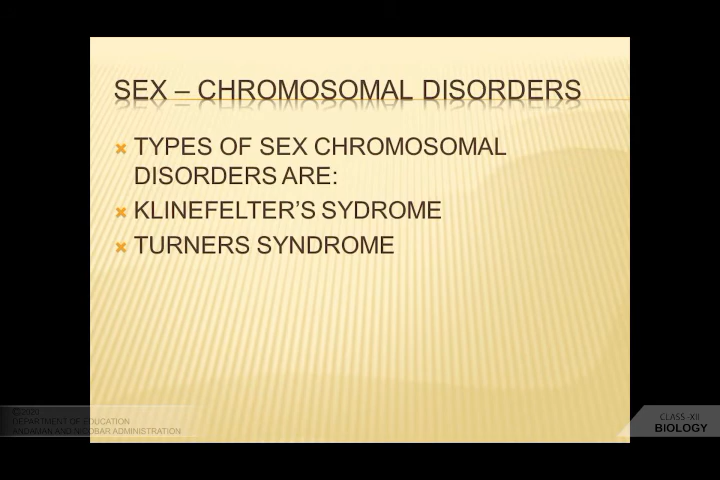 SEX – CHROMOSOMAL DISORDERS
TYPES OF SEX CHROMOSOMAL
DISORDERS ARE:
KLINEFELTER'S SYDROME
TURNERS SYNDROME
©2020
DEPARTMENT OF EDUCATION
ANDAMAN AND NICOBAR ADMINISTRATION
CLASS -XII
BIOLOGY